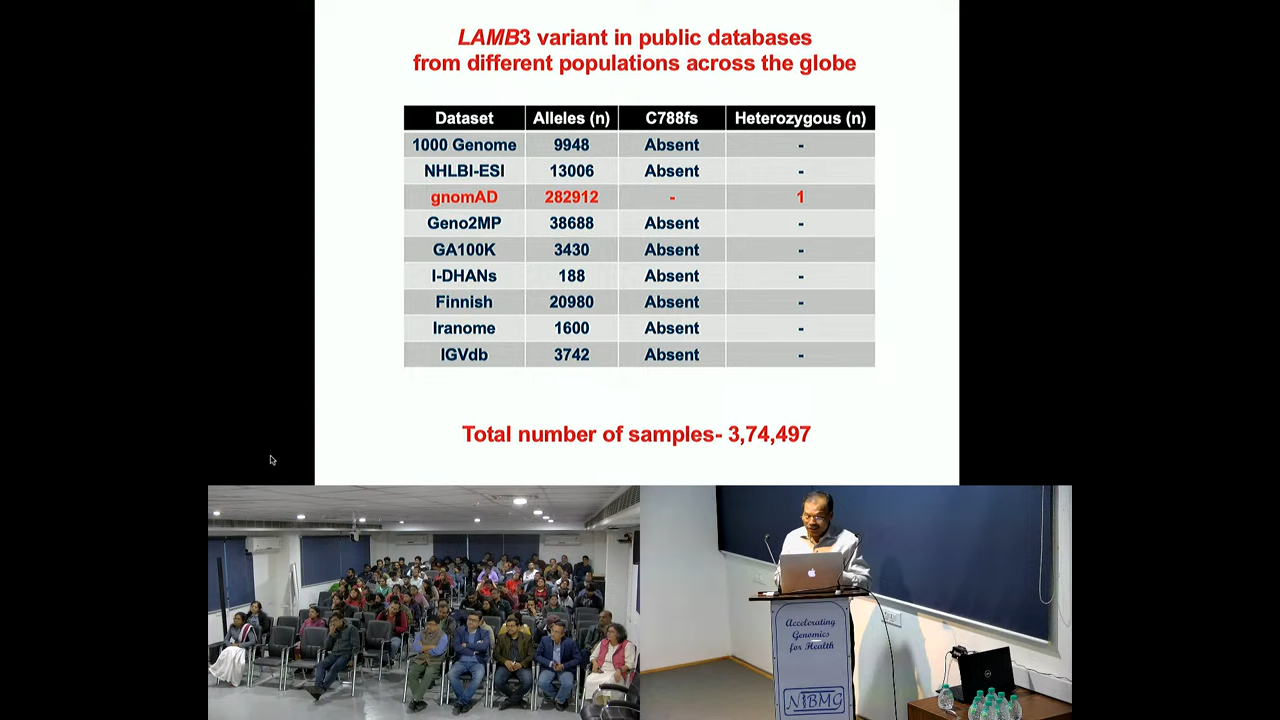 LAMB3 variant in public databases
from different populations across the globe
Dataset Alleles (n) C788fs Heterozygous (n)
1000 Genome 9948 Absent -
NHLBI-ESI 13006 Absent -
gnomAD 282912 - 1
Geno2MP 38688 Absent -
GA100K 3430 Absent -
I-DHANs 188 Absent -
Finnish 20980 Absent -
Iranome 1600 Absent -
IGVdb 3742 Absent -
Total number of samples- 3,74,497
Accelerating
Genomics
for Health
NIBMG